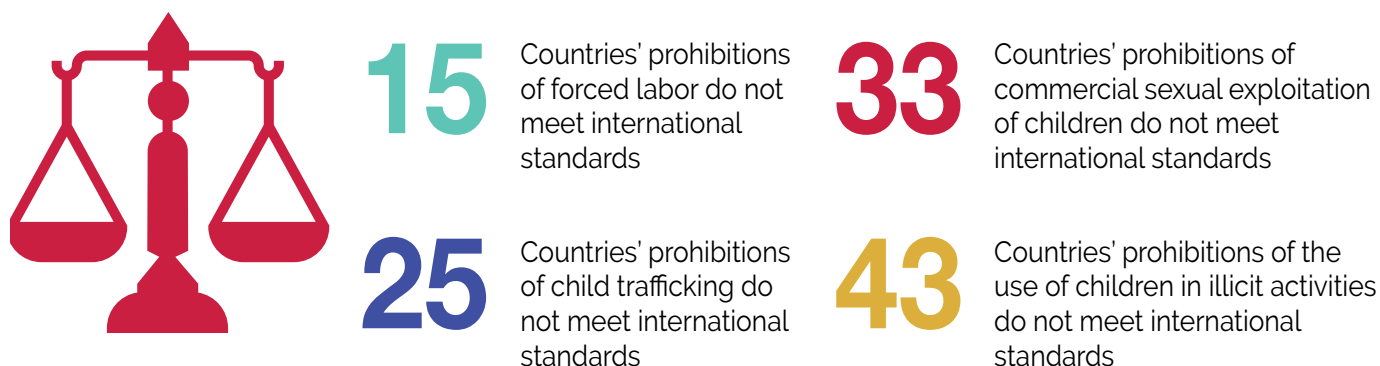 15
Countries’ prohibitions
of forced labor do not
meet international
standards
33
Countries’ prohibitions of
commercial sexual exploitation
of children do not meet
international standards
25
Countries’ prohibitions
of child trafficking do
not meet international
standards
43
Countries’ prohibitions of the
use of children in illicit activities
do not meet international
standards